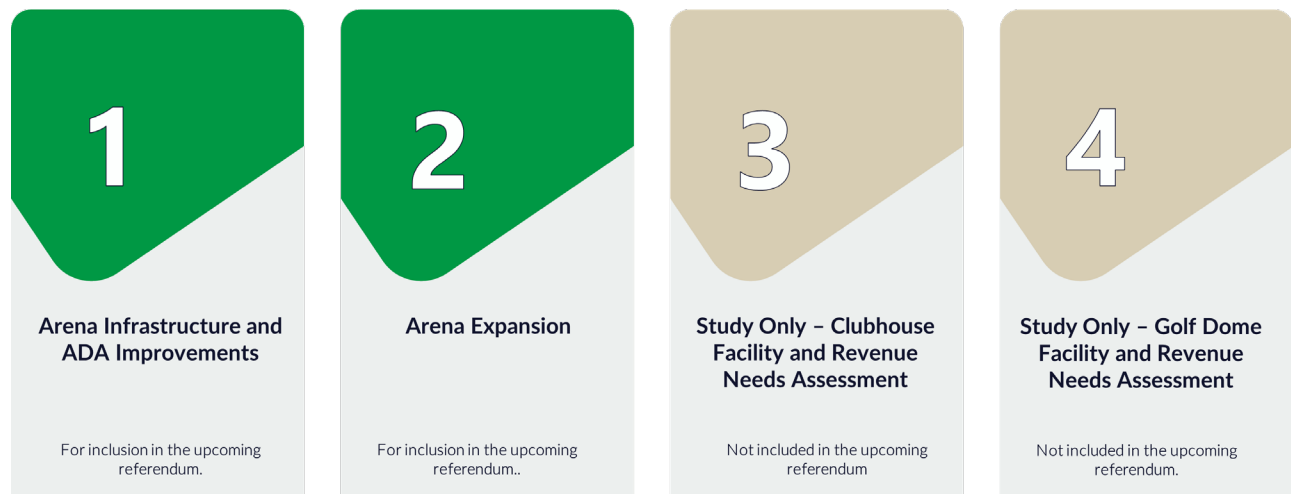 1
Arena Infrastructure and
ADA Improvements
For inclusion in the upcoming
referendum.
2
Arena Expansion
For inclusion in the upcoming
referendum..
3
Study Only – Clubhouse
Facility and Revenue
Needs Assessment
Not included in the upcoming
referendum
4
Study Only – Golf Dome
Facility and Revenue
Needs Assessment
Not included in the upcoming
referendum.